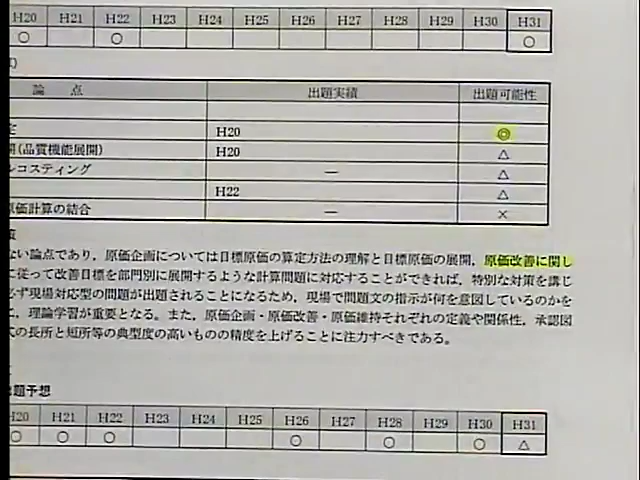 H20 H21 H22 H23 H24 H25 H26 H27 H28 H29 H30 H31
○ ○ ○
論 点 出題実績 出題可能性
定 H20 ◎
開(品質機能展開) H20 △
ルコスティング ― △
H22 △
原価計算の結合 ― ×
策
ない論点であり，原価企画については目標原価の算定方法の理解と目標原価の展開，原価改善に関し
に従って改善目標を部門別に展開するような計算問題に対応することができれば，特別な対策を講じ
必ず現場対応型の問題が出題されることになるため，現場で問題文の指示が何を意図しているのかを
に，理論学習が重要となる。また，原価企画・原価改善・原価維持それぞれの定義や関係性，承認図
式の長所と短所等の典型度の高いものの精度を上げることに注力すべきである。
出題予想
H20 H21 H22 H23 H24 H25 H26 H27 H28 H29 H30 H31
○ ○ ○ ○ ○ ○ △